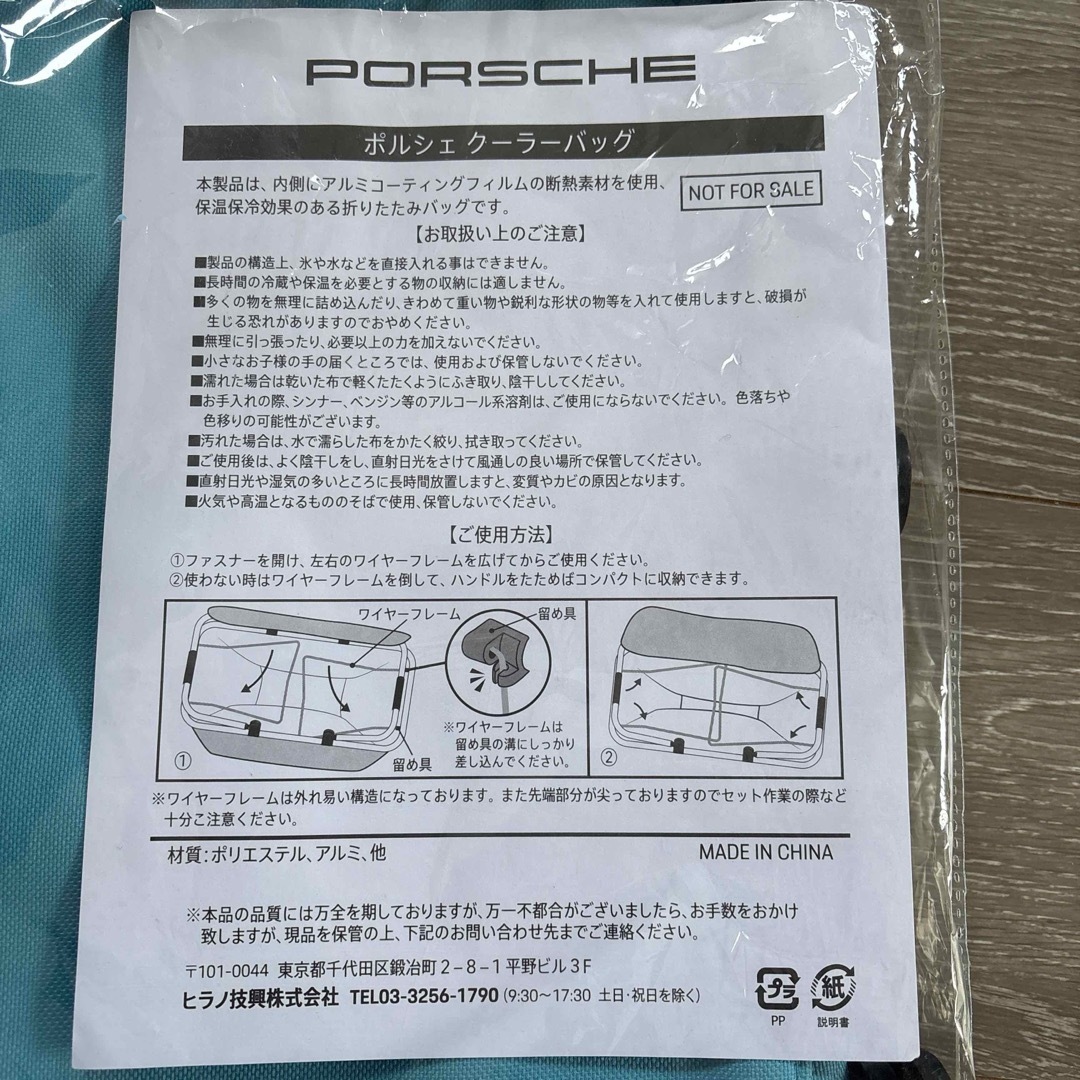 PORSCHE
ポルシェ クーラーバッグ
本製品は、内側にアルミコーティングフィルムの断熱素材を使用、
保温保冷効果のある折りたたみバッグです。
NOT FOR SALE
【お取扱い上のご注意】
■製品の構造上、氷や水などを直接入れる事はできません。
■長時間の冷蔵や保温を必要とする物の収納には適しません。
■多くの物を無理に詰め込んだり、きわめて重い物や鋭利な形状の物等を入れて使用しますと、破損が
生じる恐れがありますのでおやめください。
■無理に引っ張ったり、必要以上の力を加えないでください。
■小さなお子様の手の届くところでは、使用および保管しないでください。
■濡れた場合は乾いた布で軽くたたくようにふき取り、陰干ししてください。
■お手入れの際、シンナー、ベンジン等のアルコール系溶剤は、ご使用にならないでください。色落ちや
色移りの可能性がございます。
■汚れた場合は、水で濡らした布をかたく絞り、拭き取ってください。
■ご使用後は、よく陰干しをし、直射日光をさけて風通しの良い場所で保管してください。
■直射日光や湿気の多いところに長時間放置しますと、変質やカビの原因となります。
■火気や高温となるもののそばで使用、保管しないでください。
【ご使用方法】
①ファスナーを開け、左右のワイヤーフレームを広げてからご使用ください。
②使わない時はワイヤーフレームを倒して、ハンドルをたためばコンパクトに収納できます。
ワイヤーフレーム
留め具
※ワイヤーフレームは
留め具の溝にしっかり
差し込んでください。
留め具
①
②
※ワイヤーフレームは外れ易い構造になっております。また先端部分が尖っておりますのでセット作業の際など
十分こ注意ください。
材質：ポリエステル、アルミ、他
MADE IN CHINA
※本品の品質には万全を期しておりますが、万一不都合がございましたら、お手数をおかけ
致しますが、現品を保管の上、下記のお問い合わせ先までご連絡ください。
〒101-0044 東京都千代田区鍛冶町2－8－1平野ビル3F
ヒラノ技興株式会社 TEL03-3256-1790 (9:30～17:30 土日・祝日を除く)
プラ
PP
紙
説明書